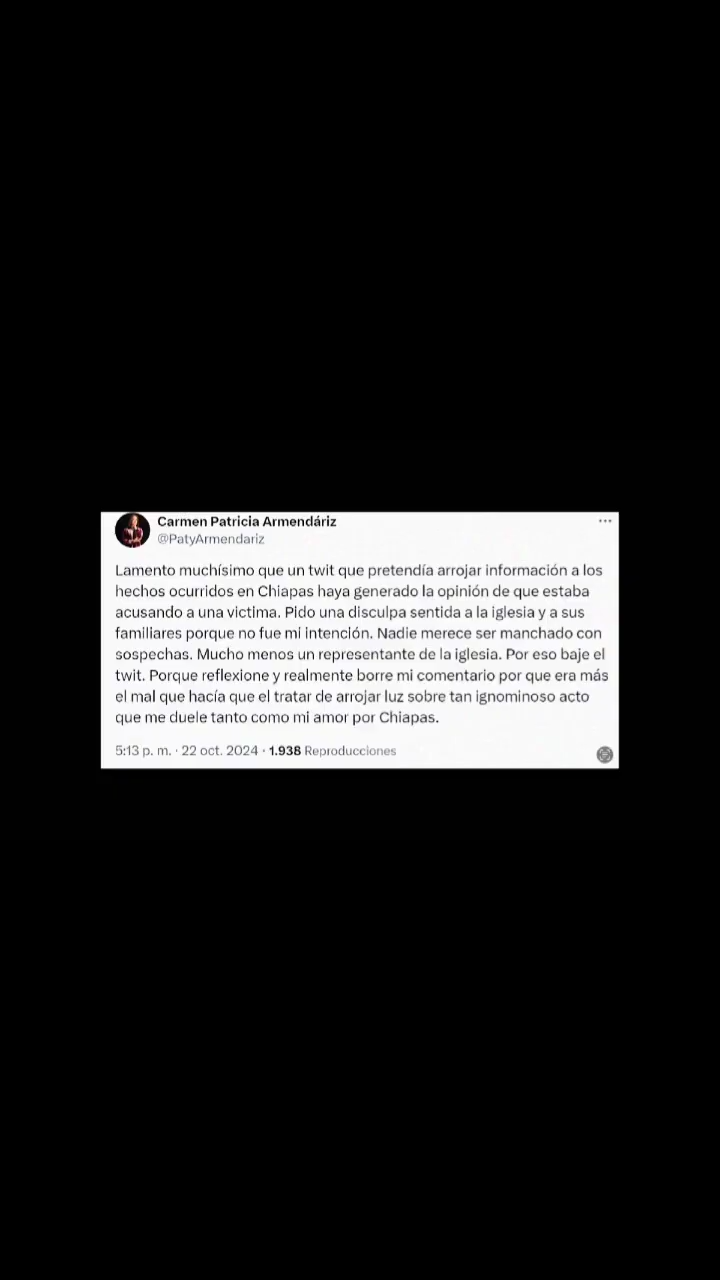 Carmen Patricia Armendáriz
@PatyArmendariz
Lamento muchísimo que un twit que pretendía arrojar información a los
hechos ocurridos en Chiapas haya generado la opinión de que estaba
acusando a una victima. Pido una disculpa sentida a la iglesia y a sus
familiares porque no fue mi intención. Nadie merece ser manchado con
sospechas. Mucho menos un representante de la iglesia. Por eso baje el
twit. Porque reflexione y realmente borre mi comentario por que era más
el mal que hacía que el tratar de arrojar luz sobre tan ignominoso acto
que me duele tanto como mi amor por Chiapas.
5:13 p. m. · 22 oct. 2024 · 1.938 Reproducciones